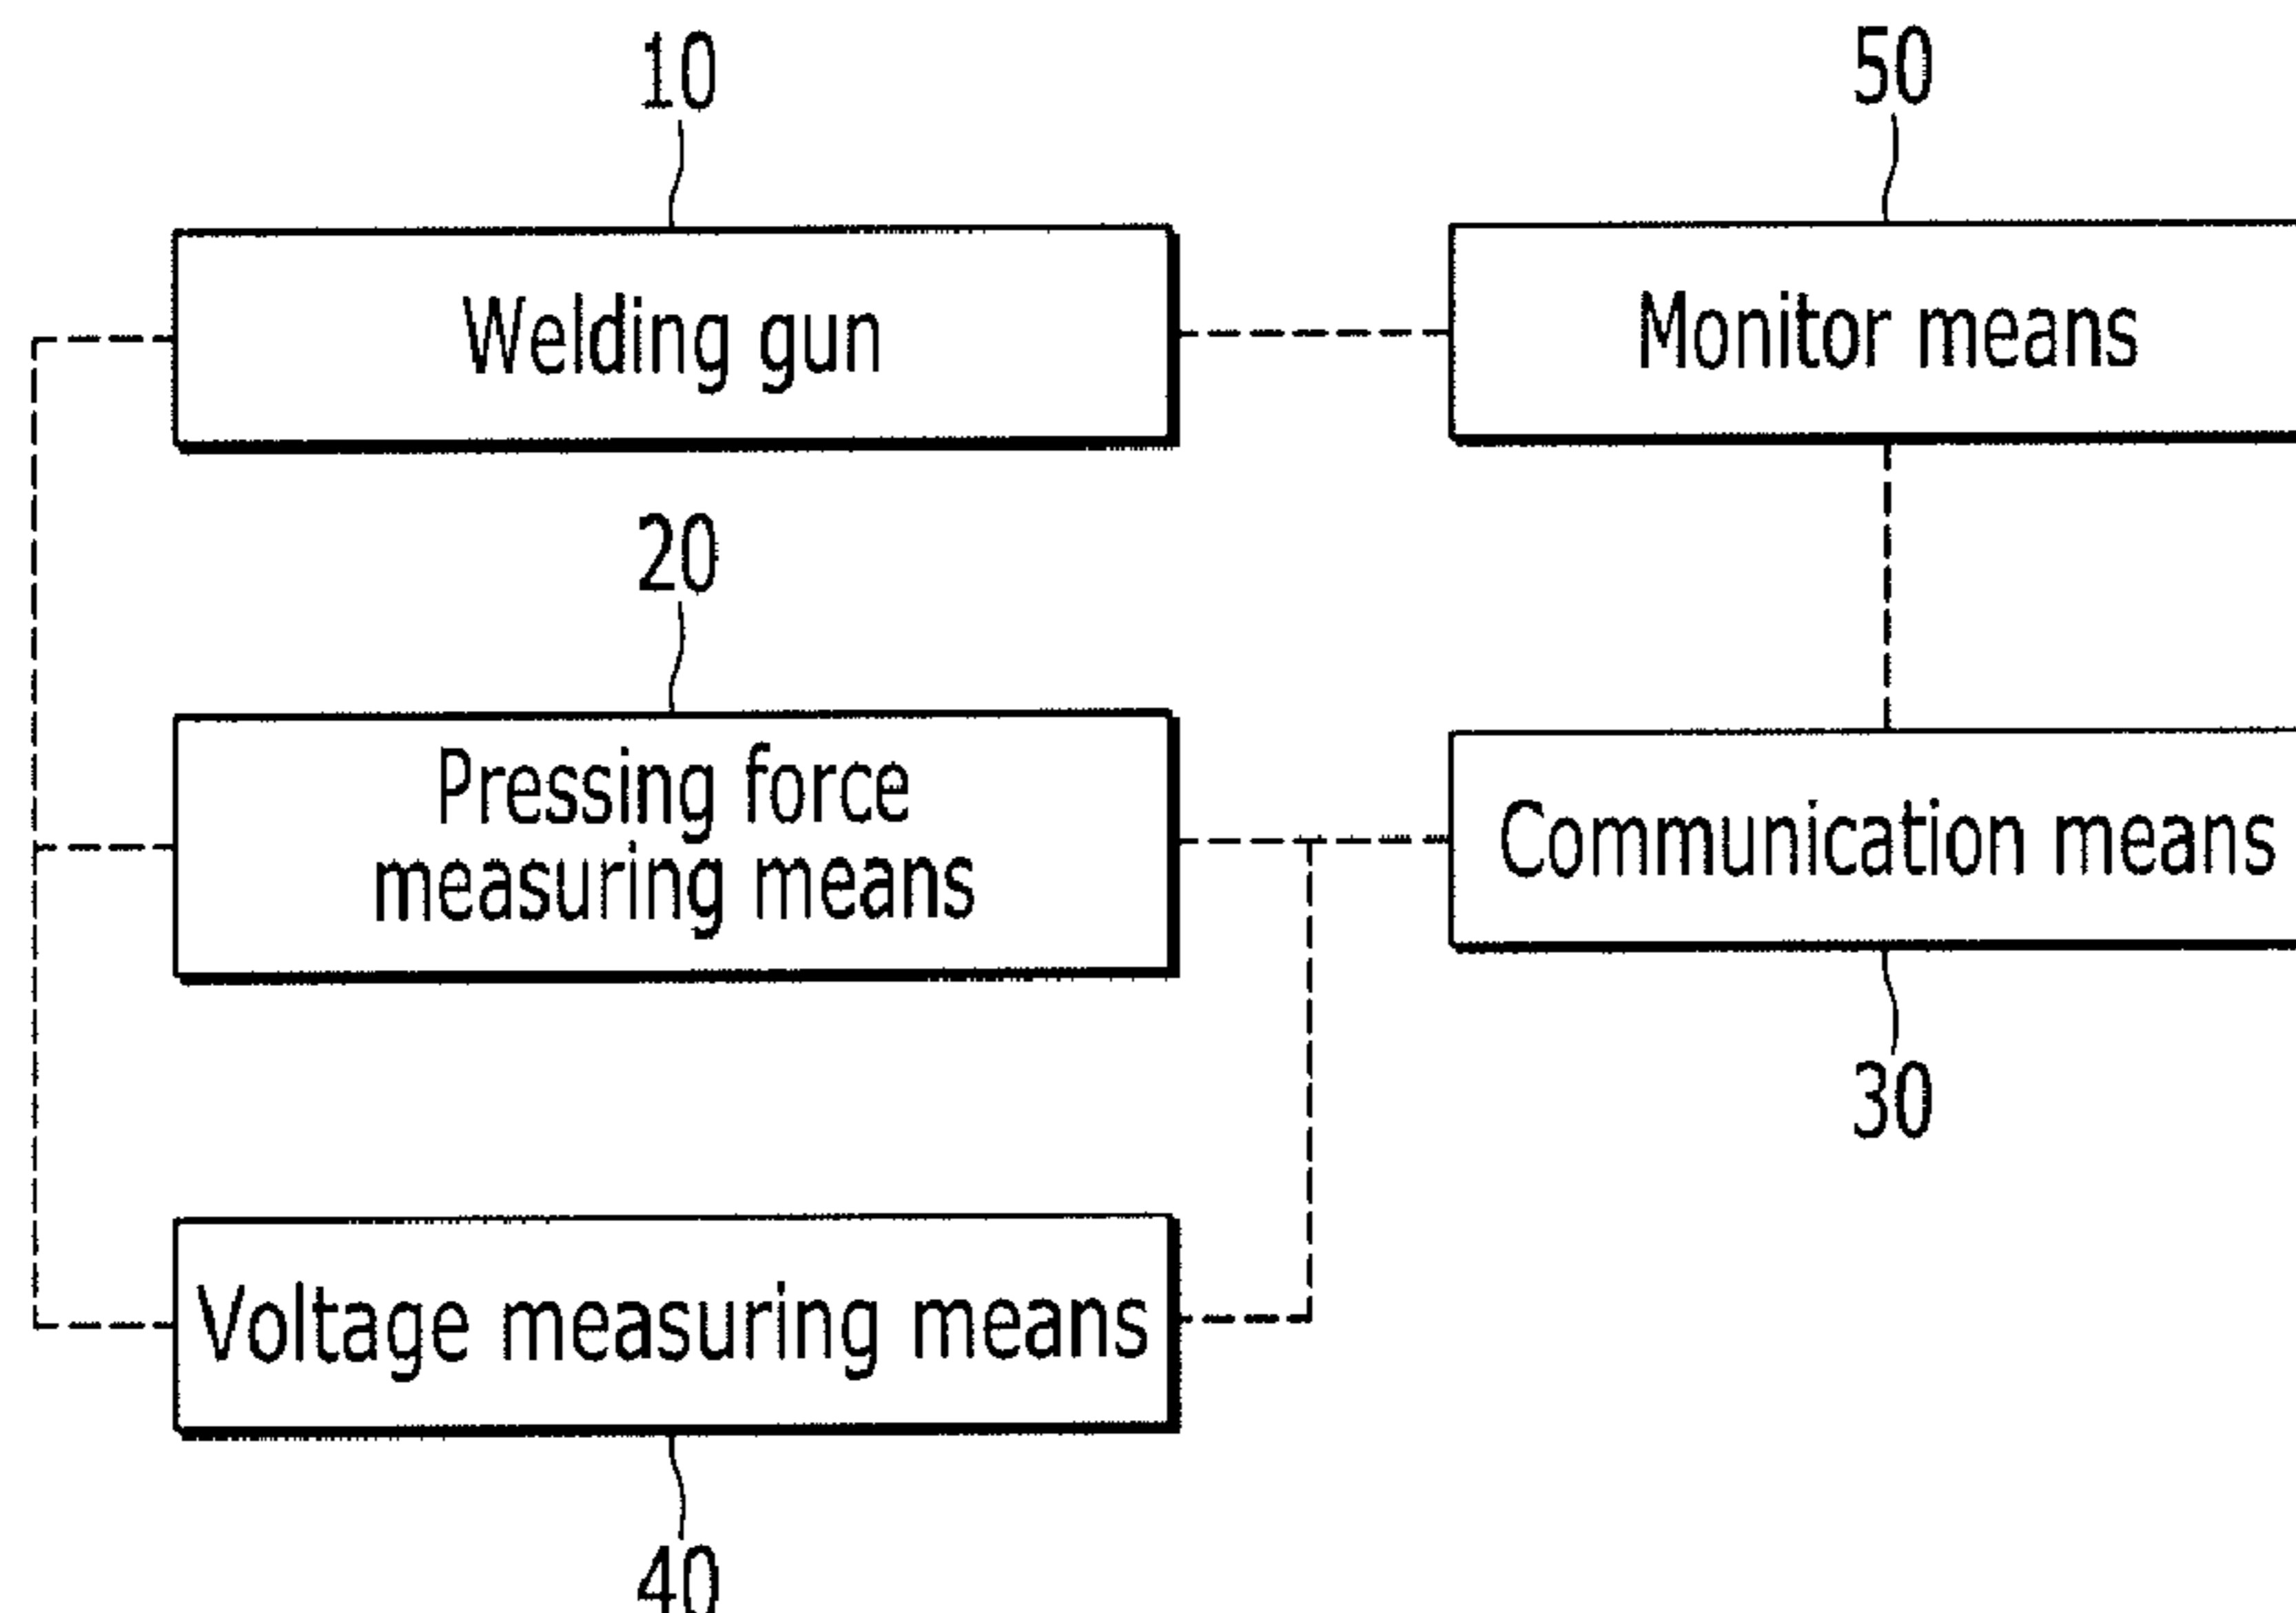 10
50
Welding gun
Monitor means
20
Pressing force
measuring means
Communication means
30
Voltage measuring means
40